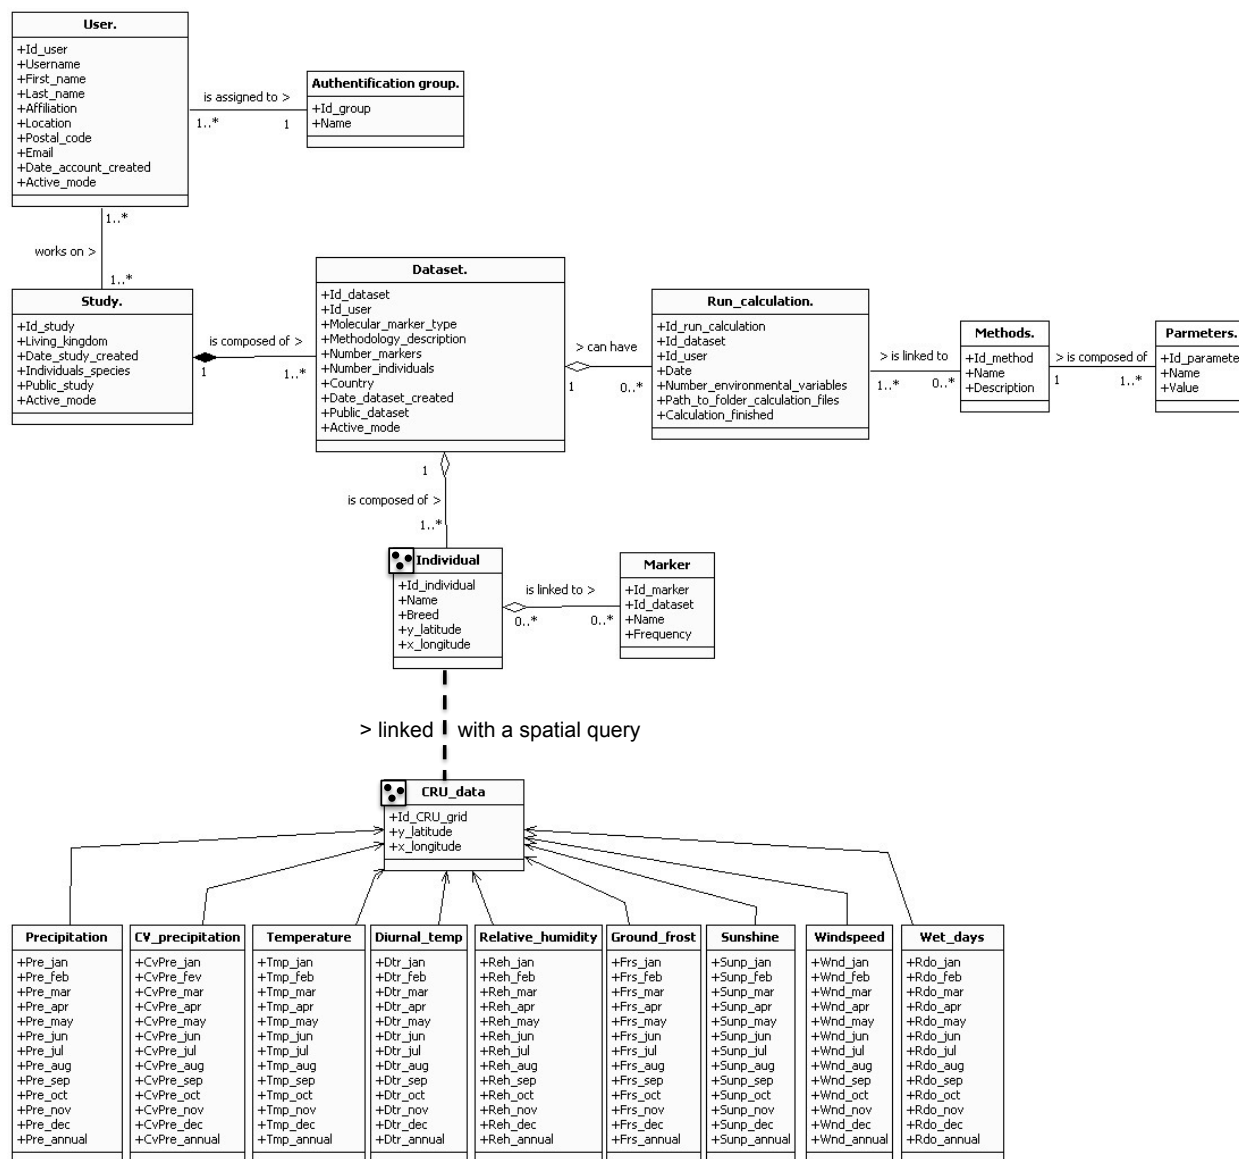 User.
+Id_user
+Username
+First_name
+Last_name
+Affiliation
+Location
+Postal_code
+Email
+Date_account_created
+Active_mode
is assigned to >
1..*
1
Authentification group.
+Id_group
+Name
1..*
works on >
1..*
Study.
+Id_study
+Living_kingdom
+Date_study_created
+Individuals_species
+Public_study
+Active_mode
is composed of >
1
1..*
Dataset.
+Id_dataset
+Id_user
+Molecular_marker_type
+Methodology_description
+Number_markers
+Number_individuals
+Country
+Date_dataset_created
+Public_dataset
+Active_mode
> can have
1
0..*
Run_calculation.
+Id_run_calculation
+Id_dataset
+Id_user
+Date
+Number_environmental_variables
+Path_to_folder_calculation_files
+Calculation_finished
> is linked to
1..*
0..*
Methods.
+Id_method
+Name
+Description
> is composed of
1
1..*
Parmeters.
+Id_paramete
+Name
+Value
1
is composed of >
1..*
Individual
+Id_individual
+Name
+Breed
+y_latitude
+x_longitude
is linked to >
0..*
0..*
Marker
+Id_marker
+Id_dataset
+Name
+Frequency
> linked with a spatial query
CRU_data
+Id_CRU_grid
+y_latitude
+x_longitude
Precipitation
+Pre_jan
+Pre_feb
+Pre_mar
+Pre_apr
+Pre_may
+Pre_jun
+Pre_jul
+Pre_aug
+Pre_sep
+Pre_oct
+Pre_nov
+Pre_dec
+Pre_annual
CV_precipitation
+CvPre_jan
+CvPre_fev
+CvPre_mar
+CvPre_apr
+CvPre_may
+CvPre_jun
+CvPre_jul
+CvPre_aug
+CvPre_sep
+CvPre_oct
+CvPre_nov
+CvPre_dec
+CvPre_annual
Temperature
+Tmp_jan
+Tmp_feb
+Tmp_mar
+Tmp_apr
+Tmp_may
+Tmp_jun
+Tmp_jul
+Tmp_aug
+Tmp_sep
+Tmp_oct
+Tmp_nov
+Tmp_dec
+Tmp_annual
Diurnal_temp
+Dtr_jan
+Dtr_feb
+Dtr_mar
+Dtr_apr
+Dtr_may
+Dtr_jun
+Dtr_jul
+Dtr_aug
+Dtr_sep
+Dtr_oct
+Dtr_nov
+Dtr_dec
+Dtr_annual
Relative_humidity
+Reh_jan
+Reh_feb
+Reh_mar
+Reh_apr
+Reh_may
+Reh_jun
+Reh_jul
+Reh_aug
+Reh_sep
+Reh_oct
+Reh_nov
+Reh_dec
+Reh_annual
Ground_frost
+Frs_jan
+Frs_feb
+Frs_mar
+Frs_apr
+Frs_may
+Frs_jun
+Frs_jul
+Frs_aug
+Frs_sep
+Frs_oct
+Frs_nov
+Frs_dec
+Frs_annual
Sunshine
+Sunp_jan
+Sunp_feb
+Sunp_mar
+Sunp_apr
+Sunp_may
+Sunp_jun
+Sunp_jul
+Sunp_aug
+Sunp_sep
+Sunp_oct
+Sunp_nov
+Sunp_dec
+Sunp_annual
Windspeed
+Wnd_jan
+Wnd_feb
+Wnd_mar
+Wnd_apr
+Wnd_may
+Wnd_jun
+Wnd_jul
+Wnd_aug
+Wnd_sep
+Wnd_oct
+Wnd_nov
+Wnd_dec
+Wnd_annual
Wet_days
+Rdo_jan
+Rdo_feb
+Rdo_mar
+Rdo_apr
+Rdo_may
+Rdo_jun
+Rdo_jul
+Rdo_aug
+Rdo_sep
+Rdo_oct
+Rdo_nov
+Rdo_dec
+Rdo_annual